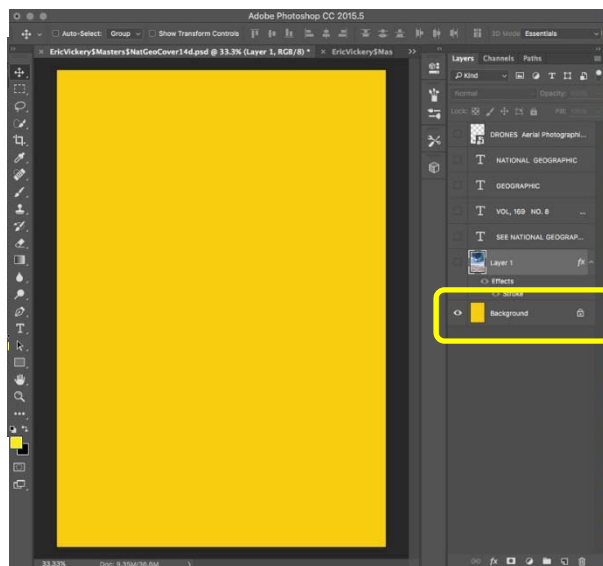 Adobe Photoshop CC 2015.5
Auto-Select: Group Show Transform Controls 3D Mode: Essentials
× EricVickery$Masters$NatGeoCover14d.psd @ 33.3% (Layer 1, RGB/8) * × EricVickery$Mas >>
Layers Channels Paths
Kind
Normal Opacity:
Lock: Fill:
DRONES Aerial Photographi...
T NATIONAL GEOGRAPHIC
T GEOGRAPHIC
T VOL, 169 NO. 8 ...
T SEE NATIONAL GEOGRAP...
Layer 1 fx
Effects
Stroke
Background
33.33% Doc: 9.35M/36.6M